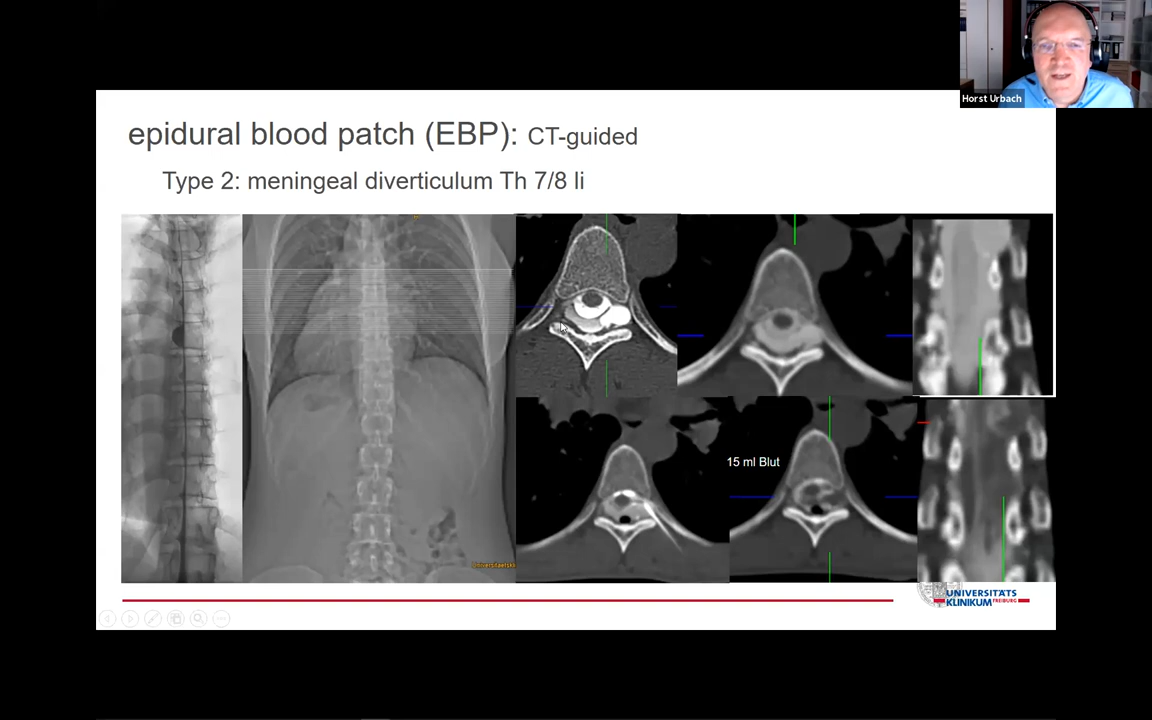 Horst Urbach
epidural blood patch (EBP): CT-guided
Type 2: meningeal diverticulum Th 7/8 li
15 ml Blut
UNIVERSITÄTS
KLINIKUM FREIBURG